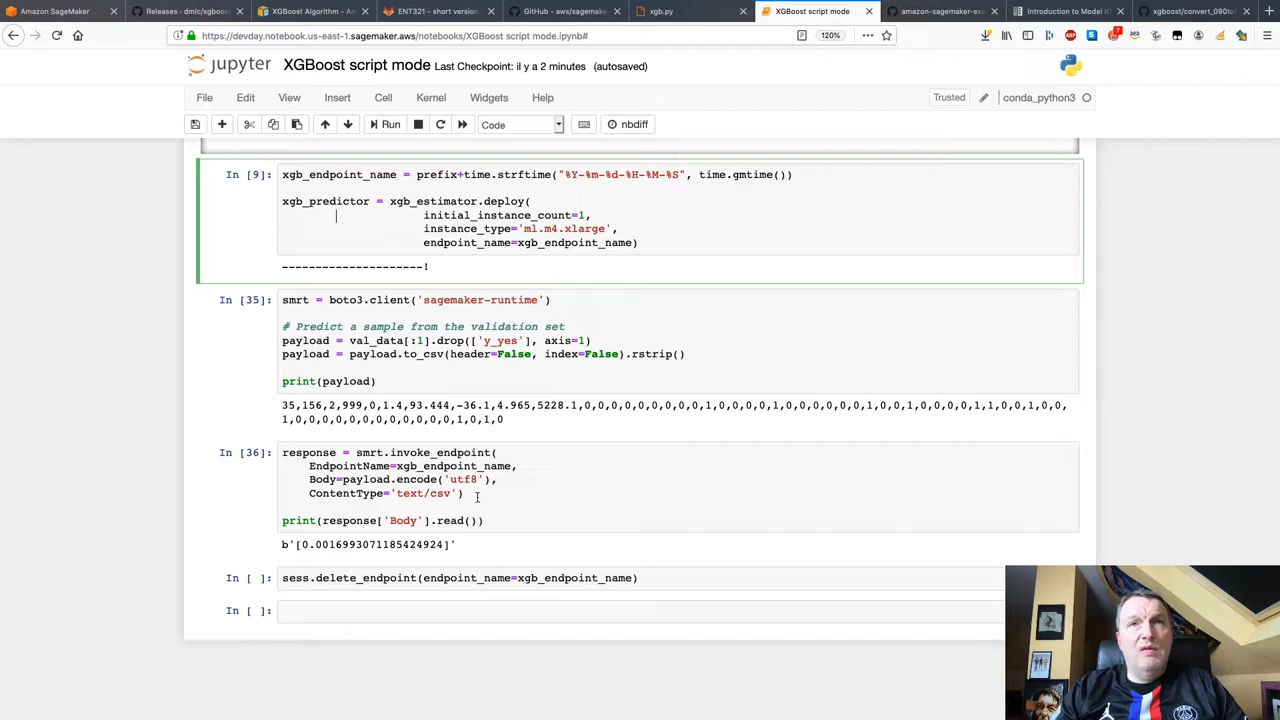 Amazon SageMaker
Releases · dmlc/xgboos
XGBoost Algorithm - Am
ENT321 - short version.
GitHub - aws/sagemake
xgb.py
XGBoost script mode
amazon-sagemaker-exa
Introduction to Model IO
xgboost/convert_090to
https://devday.notebook.us-east-1.sagemaker.aws/notebooks/XGBoost script mode.ipynb#
120%
jupyter XGBoost script mode Last Checkpoint: il y a 2 minutes (autosaved)
File Edit View Insert Cell Kernel Widgets Help
Trusted conda_python3
Run Code nbdiff
In [9]: xgb_endpoint_name = prefix+time.strftime("%Y-%m-%d-%H-%M-%S", time.gmtime())
xgb_predictor = xgb_estimator.deploy(
initial_instance_count=1,
instance_type='ml.m4.xlarge',
endpoint_name=xgb_endpoint_name)
---------------------!
In [35]: smrt = boto3.client('sagemaker-runtime')
# Predict a sample from the validation set
payload = val_data[:1].drop(['y_yes'], axis=1)
payload = payload.to_csv(header=False, index=False).rstrip()
print(payload)
35,156,2,999,0,1.4,93.444,-36.1,4.965,5228.1,0,0,0,0,0,0,0,0,0,1,0,0,0,0,1,0,0,0,0,0,0,1,0,0,1,0,0,0,0,1,1,0,0,1,0,0,
1,0,0,0,0,0,0,0,0,0,0,0,0,1,0,1,0
In [36]: response = smrt.invoke_endpoint(
EndpointName=xgb_endpoint_name,
Body=payload.encode('utf8'),
ContentType='text/csv')
print(response['Body'].read())
b'[0.0016993071185424924]'
In [ ]: sess.delete_endpoint(endpoint_name=xgb_endpoint_name)
In [ ]: